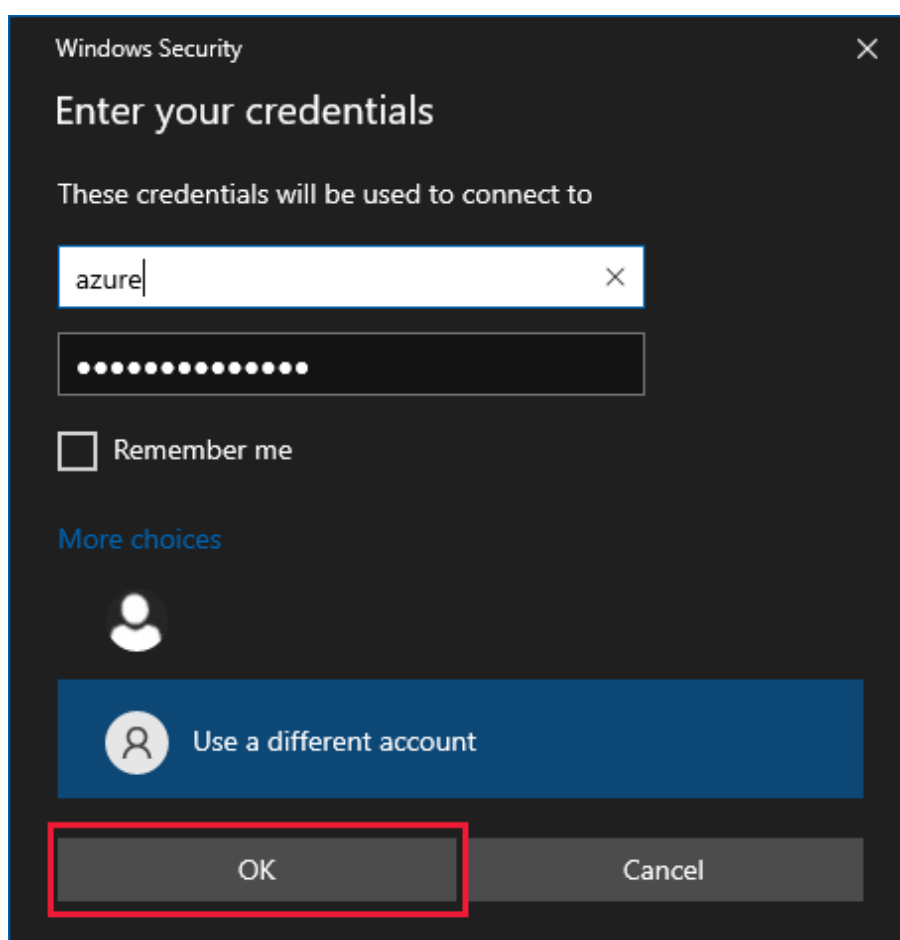 Windows Security
Enter your credentials
These credentials will be used to connect to
azure
••••••••••••••
Remember me
More choices
Use a different account
OK
Cancel